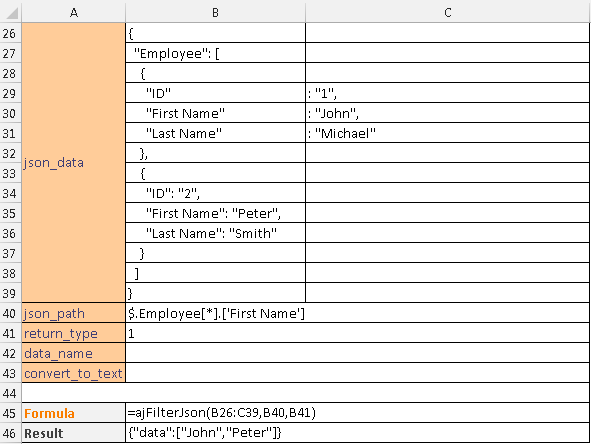 A B C
26 {
27 "Employee": [
28 {
29 "ID" : "1",
30 "First Name" : "John",
31 "Last Name" : "Michael"
32 json_data },
33 {
34 "ID": "2",
35 "First Name": "Peter",
36 "Last Name": "Smith"
37 }
38 ]
39 }
40 json_path $.Employee[*].['First Name']
41 return_type 1
42 data_name
43 convert_to_text
44
45 Formula =ajFilterJson(B26:C39,B40,B41)
46 Result {"data":["John","Peter"]}